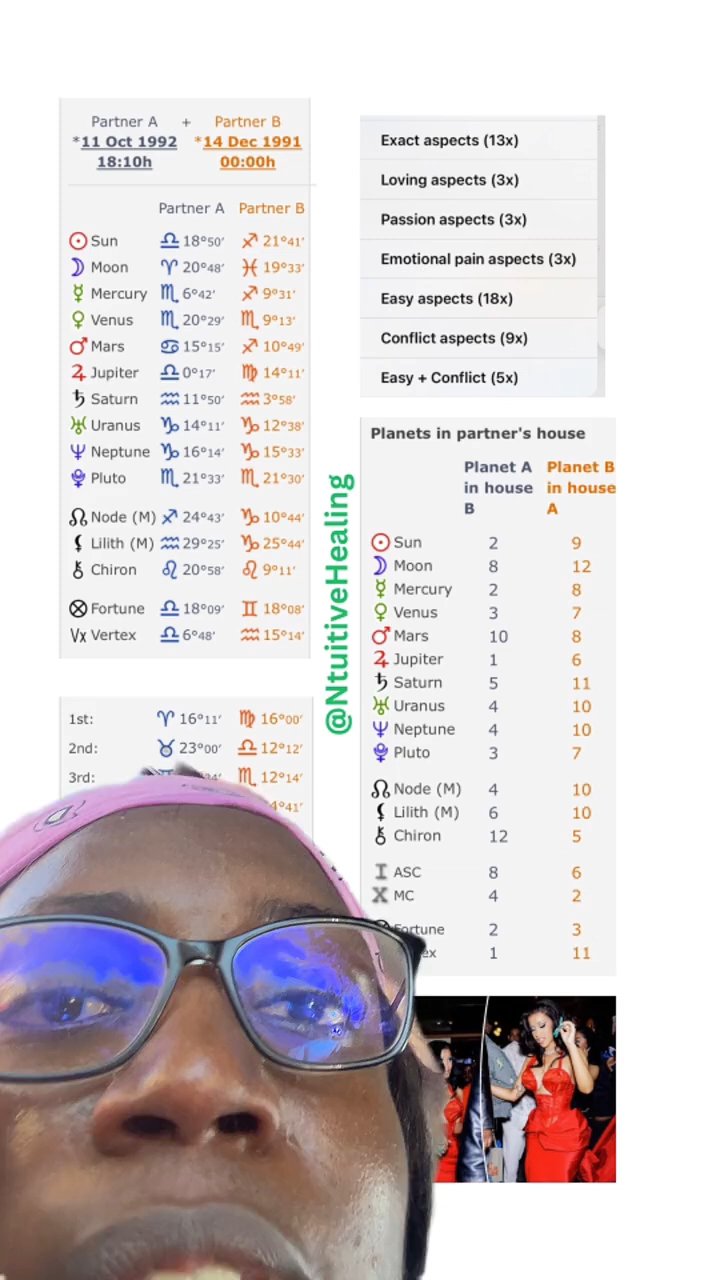 Partner A + Partner B
*11 Oct 1992 *14 Dec 1991
18:10h 00:00h
Partner A Partner B
Sun ♎ 18°50' ♐ 21°41'
Moon ♈ 20°48' ♓ 19°33'
Mercury ♏ 6°42' ♐ 9°31'
Venus ♏ 20°29' ♏ 9°13'
Mars ♋ 15°15' ♐ 10°49'
Jupiter ♎ 0°17' ♍ 14°11'
Saturn ♒ 11°50' ♒ 3°58'
Uranus ♑ 14°11' ♑ 12°38'
Neptune ♑ 16°14' ♑ 15°33'
Pluto ♏ 21°33' ♏ 21°30'
Node (M) ♐ 24°43' ♑ 10°44'
Lilith (M) ♒ 29°25' ♑ 25°44'
Chiron ♌ 20°58' ♌ 9°11'
Fortune ♎ 18°09' ♊ 18°08'
Vx Vertex ♎ 6°48' ♒ 15°14'
1st: ♈ 16°11' ♍ 16°00'
2nd: ♉ 23°00' ♎ 12°12'
3rd: ♏ 12°14'
Exact aspects (13x)
Loving aspects (3x)
Passion aspects (3x)
Emotional pain aspects (3x)
Easy aspects (18x)
Conflict aspects (9x)
Easy + Conflict (5x)
@NtuitiveHealing
Planets in partner's house
Planet A Planet B
in house in house
B A
Sun 2 9
Moon 8 12
Mercury 2 8
Venus 3 7
Mars 10 8
Jupiter 1 6
Saturn 5 11
Uranus 4 10
Neptune 4 10
Pluto 3 7
Node (M) 4 10
Lilith (M) 6 10
Chiron 12 5
ASC 8 6
MC 4 2
Fortune 2 3
1 11